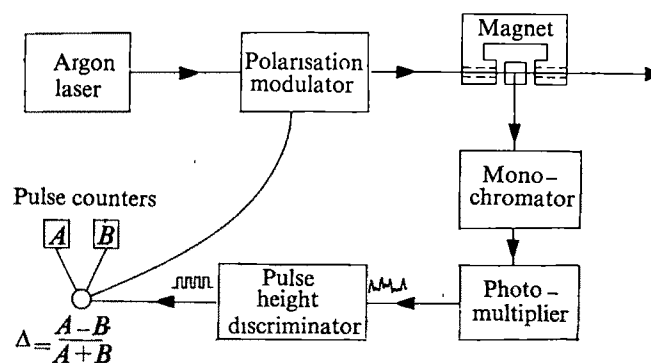 Argon
laser
Polarisation
modulator
Magnet
Mono-
chromator
Photo-
multiplier
Pulse
height
discriminator
Pulse counters
A B
Δ = A − B
A + B